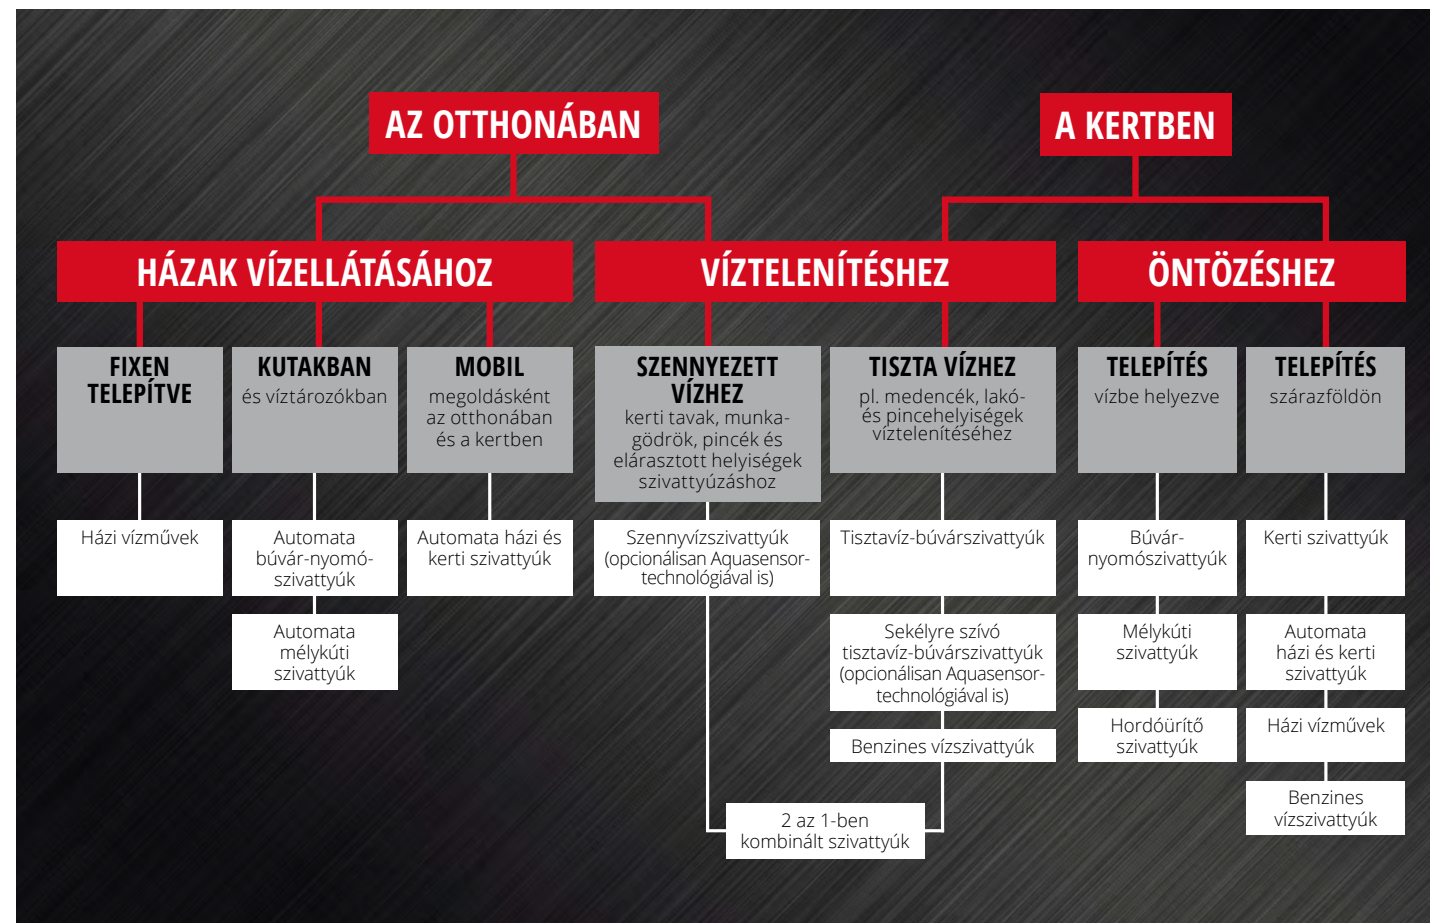 AZ OTTHONÁBAN
A KERTBEN
HÁZAK VÍZELLÁTÁSÁHOZ
VÍZTELENÍTÉSHEZ
ÖNTÖZÉSHEZ
FIXEN
TELEPÍTVE
KUTAKBAN
és víztározókban
MOBIL
megoldásként
az otthonában
és a kertben
SZENNYEZETT
VÍZHEZ
kerti tavak, munka-
gödrök, pincék és
elárasztott helyiségek
szivattyúzáshoz
TISZTA VÍZHEZ
pl. medencék, lakó-
és pincehelyiségek
víztelenítéséhez
TELEPÍTÉS
vízbe helyezve
TELEPÍTÉS
szárazföldön
Házi vízművek
Automata
búvár-nyomó-
szivattyúk
Automata házi és
kerti szivattyúk
Szennyvízszivattyúk
(opcionálisan Aquasensor-
technológiával is)
Tisztavíz-búvárszivattyúk
Búvár-
nyomószivattyúk
Kerti szivattyúk
Automata
mélykúti
szivattyúk
Sekélyre szívó
tisztavíz-búvárszivattyúk
(opcionálisan Aquasensor-
technológiával is)
Mélykúti
szivattyúk
Automata
házi és kerti
szivattyúk
Benzines vízszivattyúk
Hordóürítő
szivattyúk
Házi vízművek
2 az 1-ben
kombinált szivattyúk
Benzines
vízszivattyúk